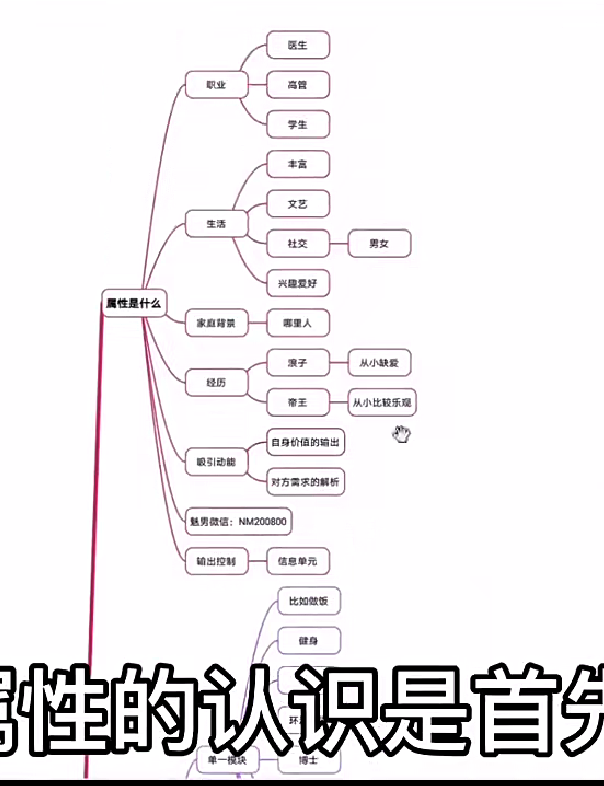 医生
职业
高管
学生
丰富
文艺
生活
社交
男女
兴趣爱好
属性是什么
家庭背景
哪里人
浪子
从小缺爱
经历
帝王
从小比较乐观
自身价值的输出
吸引动能
对方需求的解析
魅男微信：NM200800
输出控制
信息单元
比如做饭
健身
属性的认识是首先
单一模块
博士